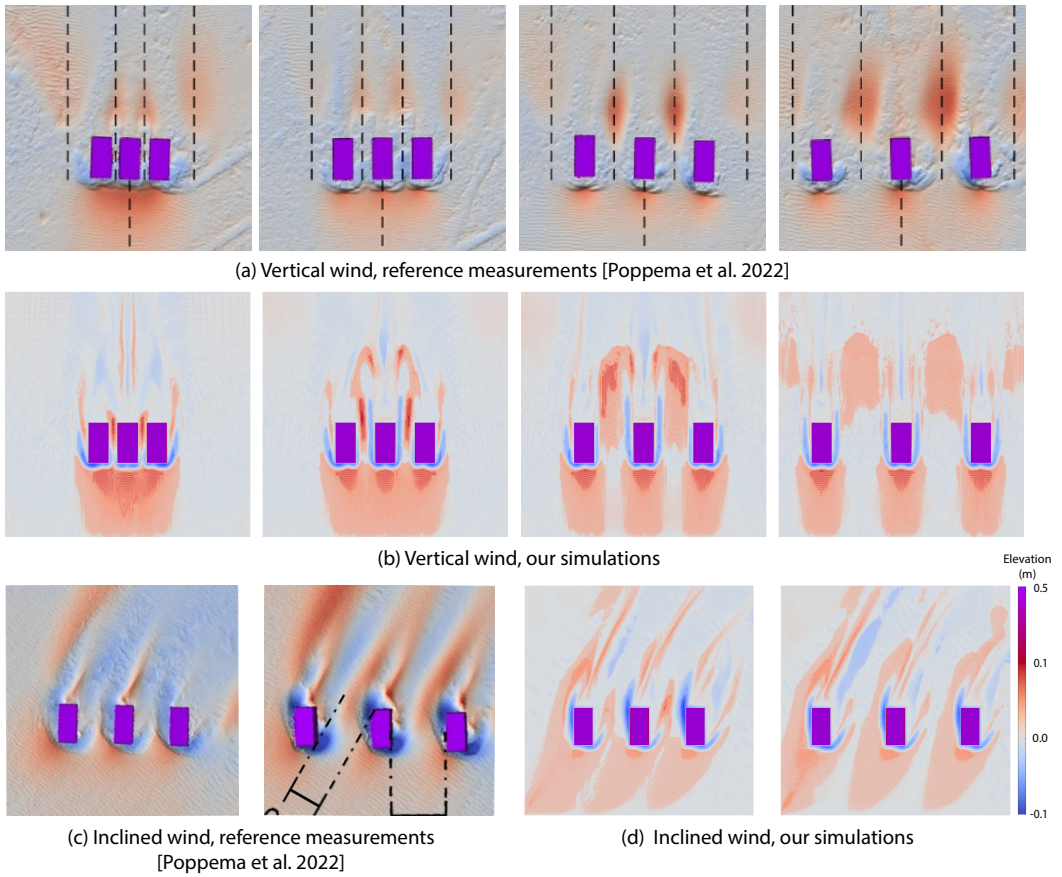 (a) Vertical wind, reference measurements [Poppema et al. 2022]
(b) Vertical wind, our simulations
Elevation
(m)
0.5
0.1
0.0
-0.1
(c) Inclined wind, reference measurements
[Poppema et al. 2022]
(d) Inclined wind, our simulations